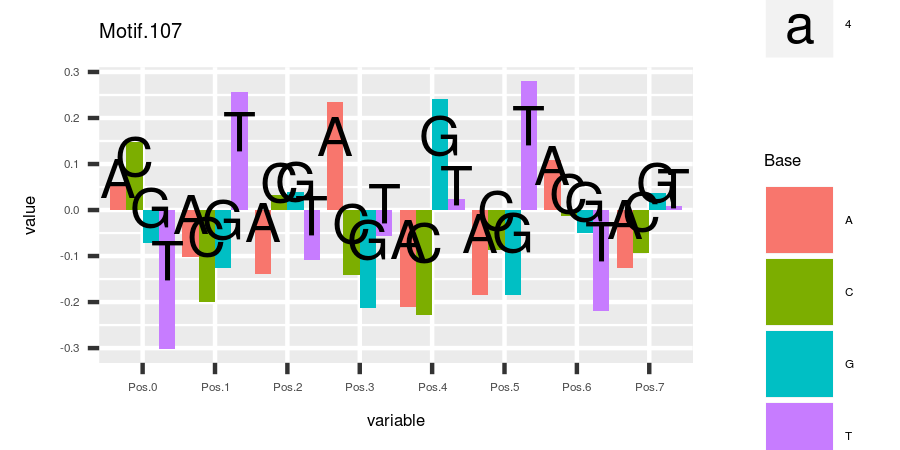 Motif.107
a 4
value
0.3
0.2
0.1
0.0
-0.1
-0.2
-0.3
A C G T A C G T A C G T A C G T A C G T A C G T A C G T A C G T
Pos.0 Pos.1 Pos.2 Pos.3 Pos.4 Pos.5 Pos.6 Pos.7
variable
Base
A
C
G
T